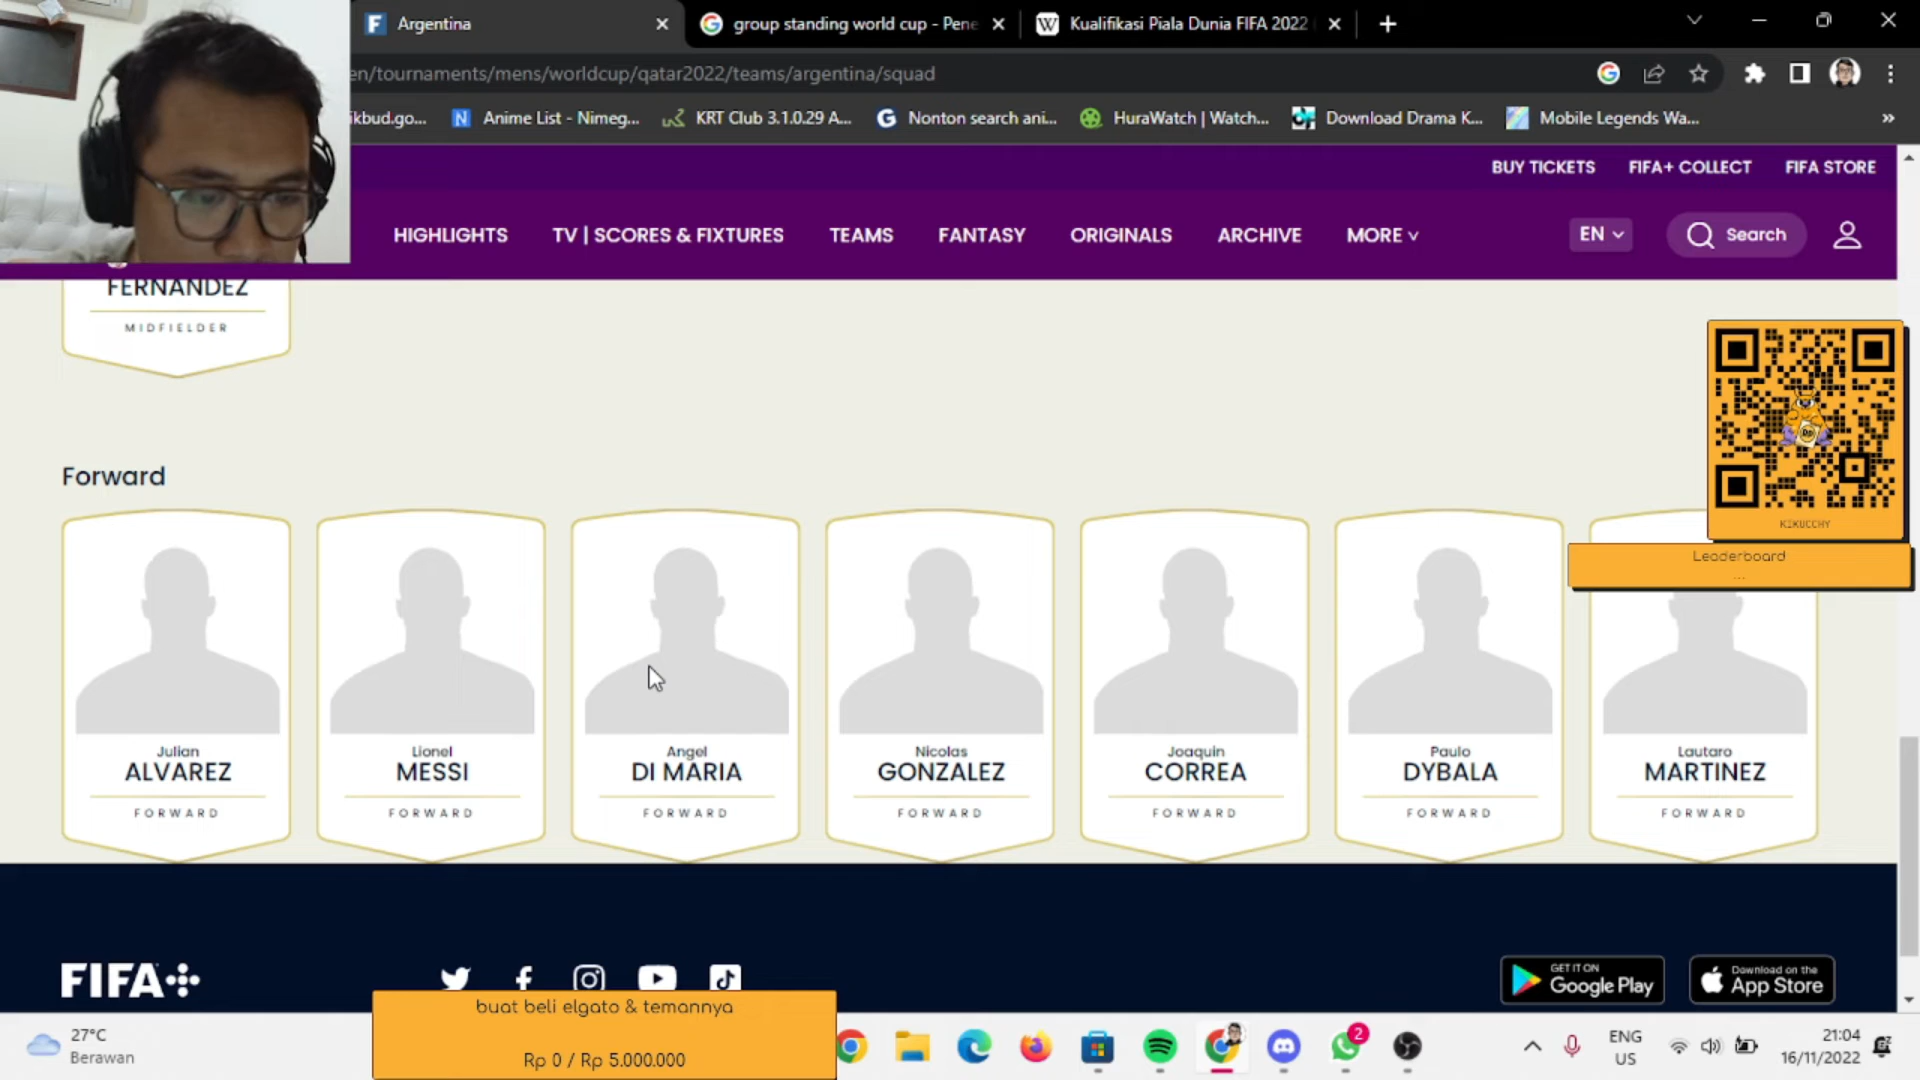 Argentina
group standing world cup - Pene
Kualifikasi Piala Dunia FIFA 2022
en/tournaments/mens/worldcup/qatar2022/teams/argentina/squad
ikbud.go...
Anime List - Nimeg...
KRT Club 3.1.0.29 A...
Nonton search ani...
HuraWatch | Watch...
Download Drama K...
Mobile Legends Wa...
»
BUY TICKETS
FIFA+ COLLECT
FIFA STORE
HIGHLIGHTS
TV | SCORES & FIXTURES
TEAMS
FANTASY
ORIGINALS
ARCHIVE
MORE
EN
Search
FERNANDEZ
MIDFIELDER
KIKUCCHY
Leaderboard
...
Forward
Julian
ALVAREZ
FORWARD
Lionel
MESSI
FORWARD
Angel
DI MARIA
FORWARD
Nicolas
GONZALEZ
FORWARD
Joaquin
CORREA
FORWARD
Paulo
DYBALA
FORWARD
Lautaro
MARTINEZ
FORWARD
FIFA+
GET IT ON
Google Play
Download on the
App Store
buat beli elgato & temannya
Rp 0 / Rp 5.000.000
27°C
Berawan
2
ENG
US
21:04
16/11/2022